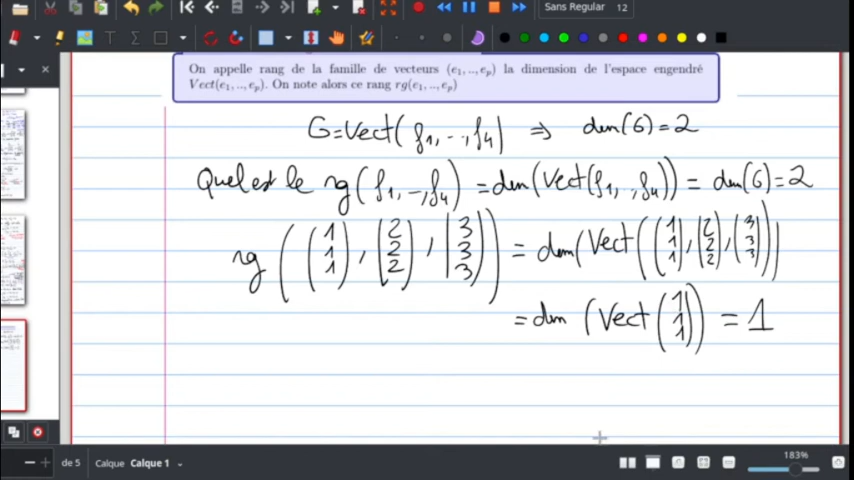 Sans Regular 12
On appelle rang de la famille de vecteurs (e₁,..,eₚ) la dimension de l'espace engendré
Vect(e₁,..,eₚ). On note alors ce rang rg(e₁,..,eₚ)
G=Vect(f₁,-.,f₄) ⇒ dim(G)=2
Quel est le rg(f₁,-,f₄) = dim(Vect(f₁,.,f₄)) = dim(G)=2
rg((1 1 1), (2 2 2), (3 3 3)) = dim(Vect((1 1 1), (2 2 2), (3 3 3)))
= dim (Vect(1 1 1)) = 1
de 5 Calque Calque 1
183%